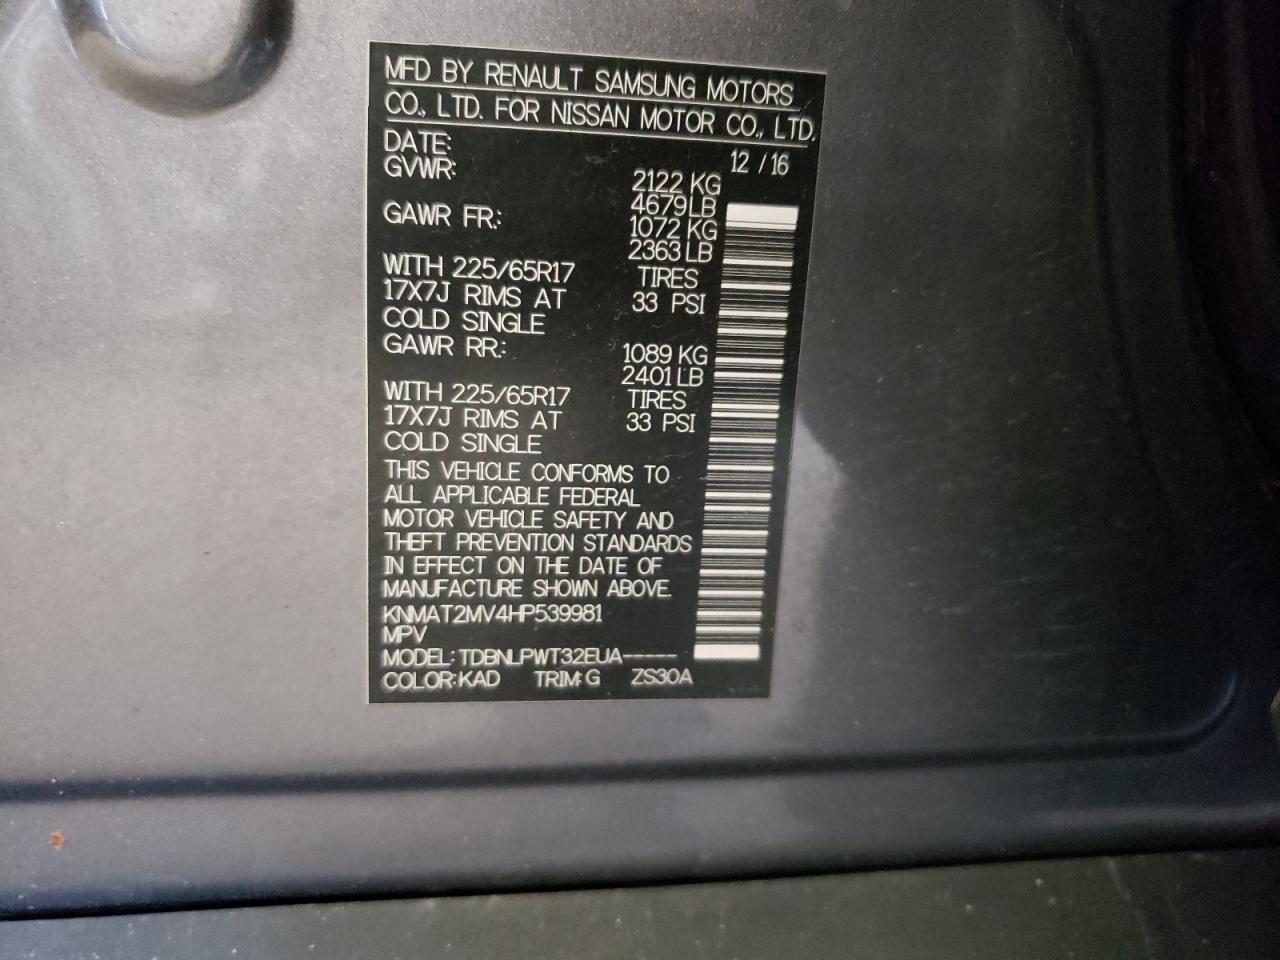 MFD BY RENAULT SAMSUNG MOTORS
CO., LTD. FOR NISSAN MOTOR CO., LTD.
DATE: 12 / 16
GVWR: 2122 KG
4679 LB
GAWR FR.: 1072 KG
2363 LB
WITH 225/65R17 TIRES
17X7J RIMS AT 33 PSI
COLD SINGLE
GAWR RR.: 1089 KG
2401 LB
WITH 225/65R17 TIRES
17X7J RIMS AT 33 PSI
COLD SINGLE
THIS VEHICLE CONFORMS TO
ALL APPLICABLE FEDERAL
MOTOR VEHICLE SAFETY AND
THEFT PREVENTION STANDARDS
IN EFFECT ON THE DATE OF
MANUFACTURE SHOWN ABOVE.
KNMAT2MV4HP539981
MPV
MODEL: TDBNLPWT32EUA-----
COLOR: KAD TRIM: G ZS30A